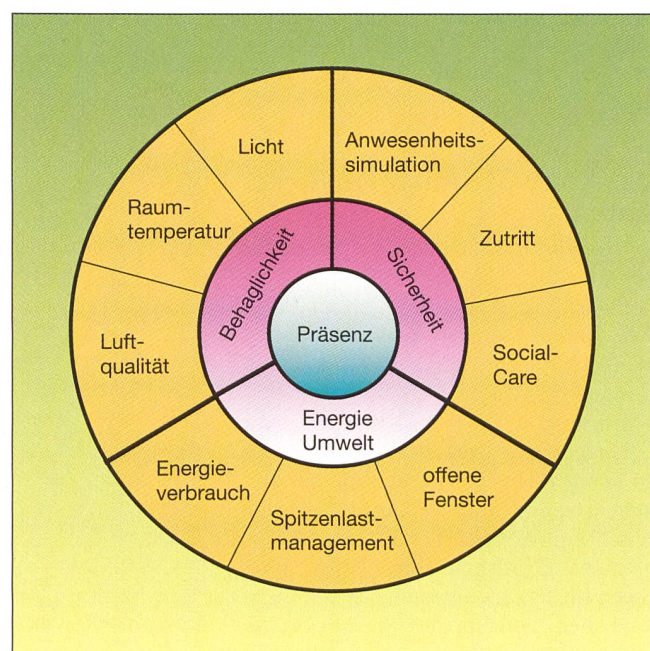 Licht
Anwesenheits-
simulation
Raum-
temperatur
Zutritt
Behaglichkeit
Sicherheit
Präsenz
Luft-
qualität
Social-
Care
Energie
Umwelt
Energie-
verbrauch
offene
Fenster
Spitzenlast-
management